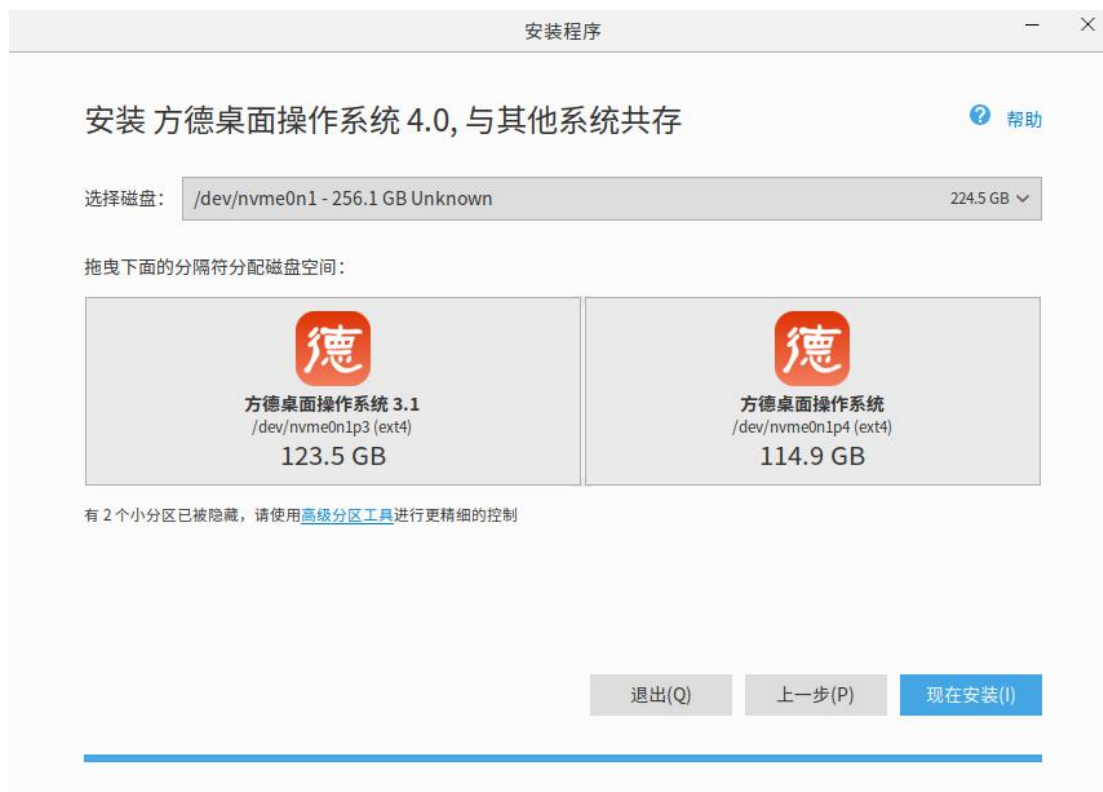 安装程序
安装 方德桌面操作系统 4.0, 与其他系统共存
帮助
选择磁盘：
/dev/nvme0n1 - 256.1 GB Unknown
224.5 GB
拖曳下面的分隔符分配磁盘空间：
德
方德桌面操作系统 3.1
/dev/nvme0n1p3 (ext4)
123.5 GB
德
方德桌面操作系统
/dev/nvme0n1p4 (ext4)
114.9 GB
有 2 个小分区已被隐藏，请使用高级分区工具进行更精细的控制
退出(Q)
上一步(P)
现在安装(I)